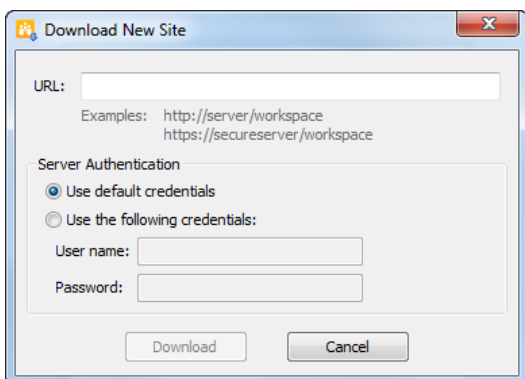 Download New Site
URL:
Examples: http://server/workspace
https://secureserver/workspace
Server Authentication
Use default credentials
Use the following credentials:
User name:
Password:
Download Cancel